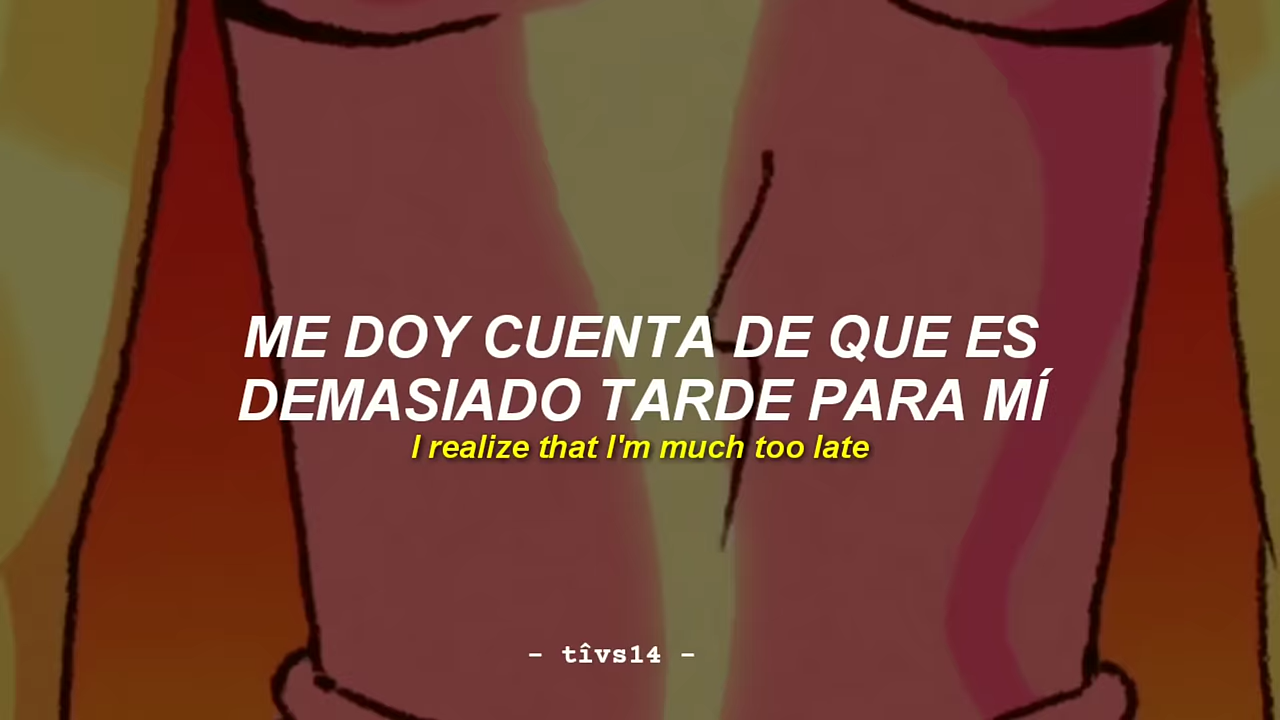 ME DOY CUENTA DE QUE ES
DEMASIADO TARDE PARA MÍ
I realize that I'm much too late
- tîvs14 -